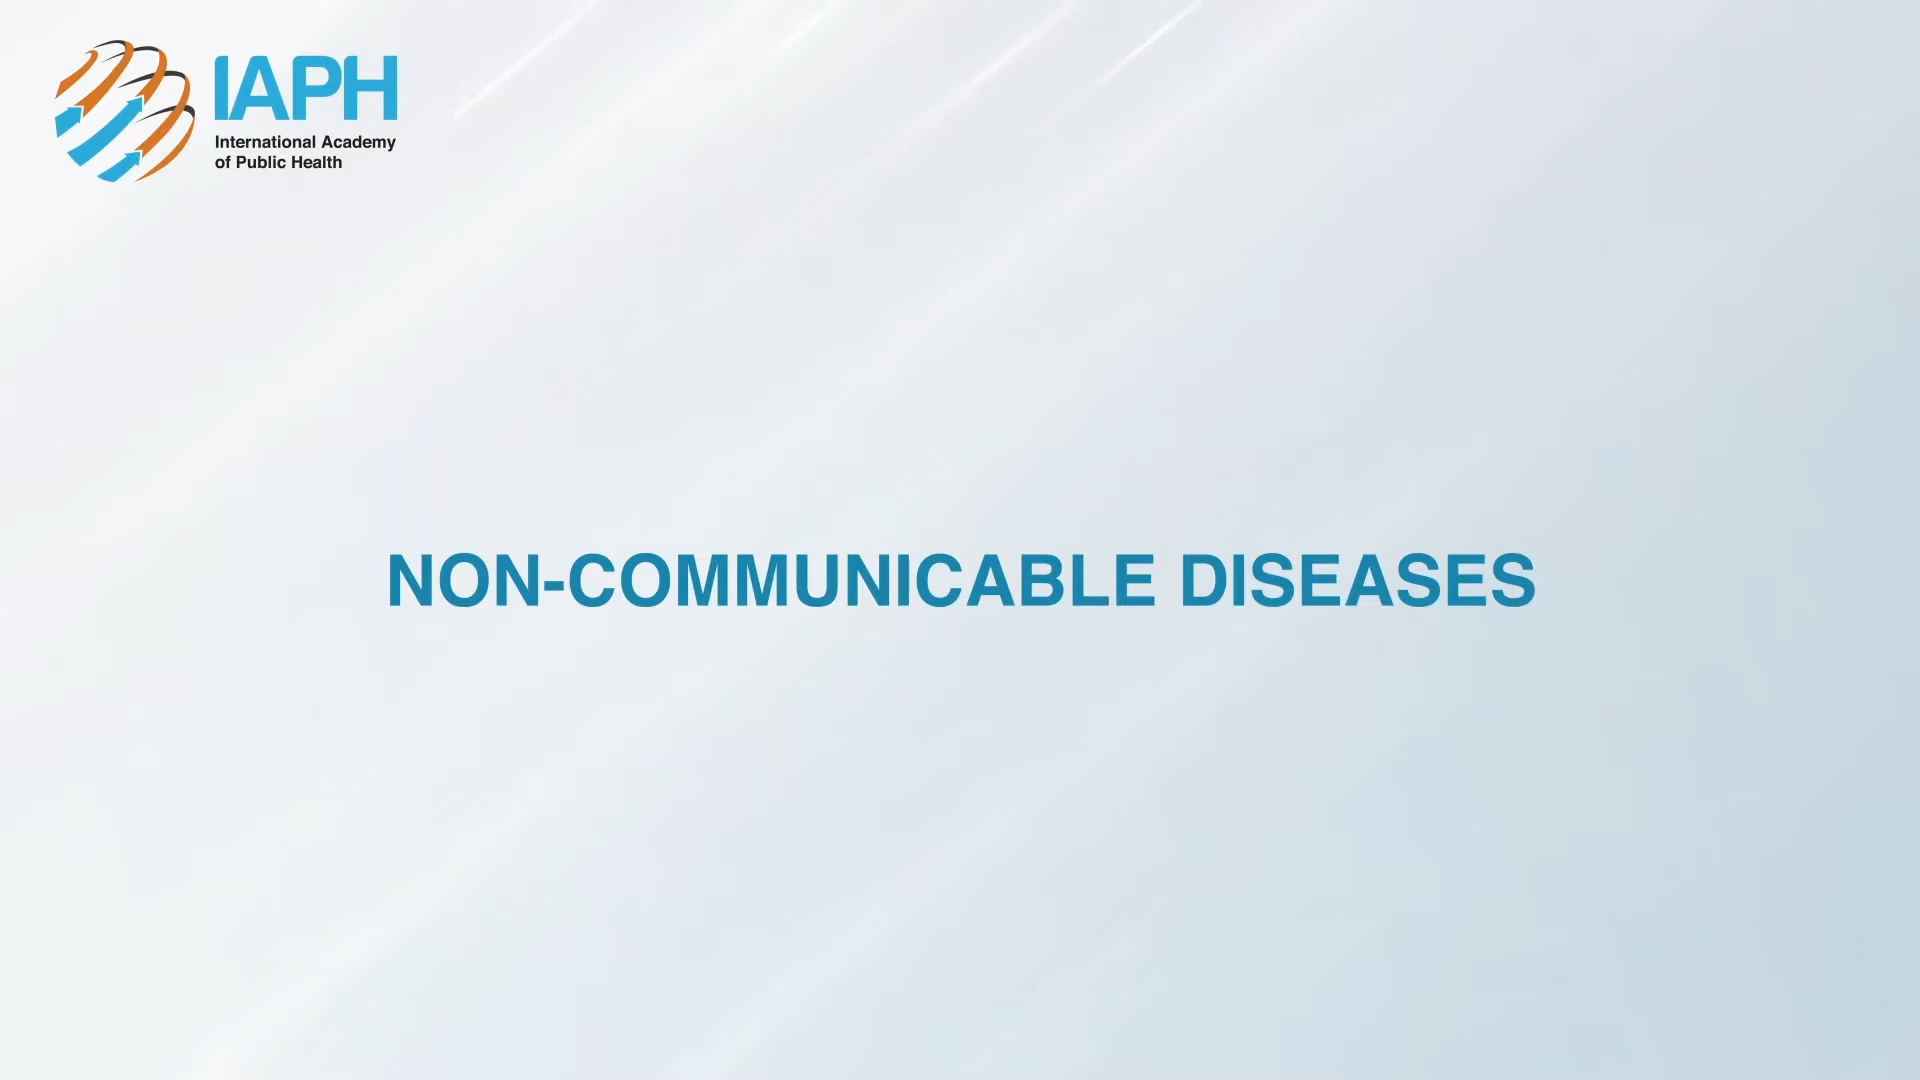 IAPH
International Academy
of Public Health
NON-COMMUNICABLE DISEASES